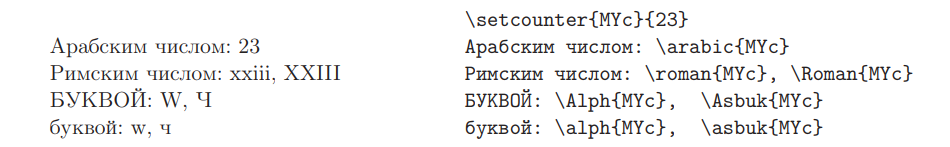 \setcounter{MYc}{23}
Арабским числом: 23
Римским числом: xxiii, XXIII
БУКВОЙ: W, Ч
буквой: w, ч
Арабским числом: \arabic{MYc}
Римским числом: \roman{MYc}, \Roman{MYc}
БУКВОЙ: \Alph{MYc}, \Asbuk{MYc}
буквой: \alph{MYc}, \asbuk{MYc}